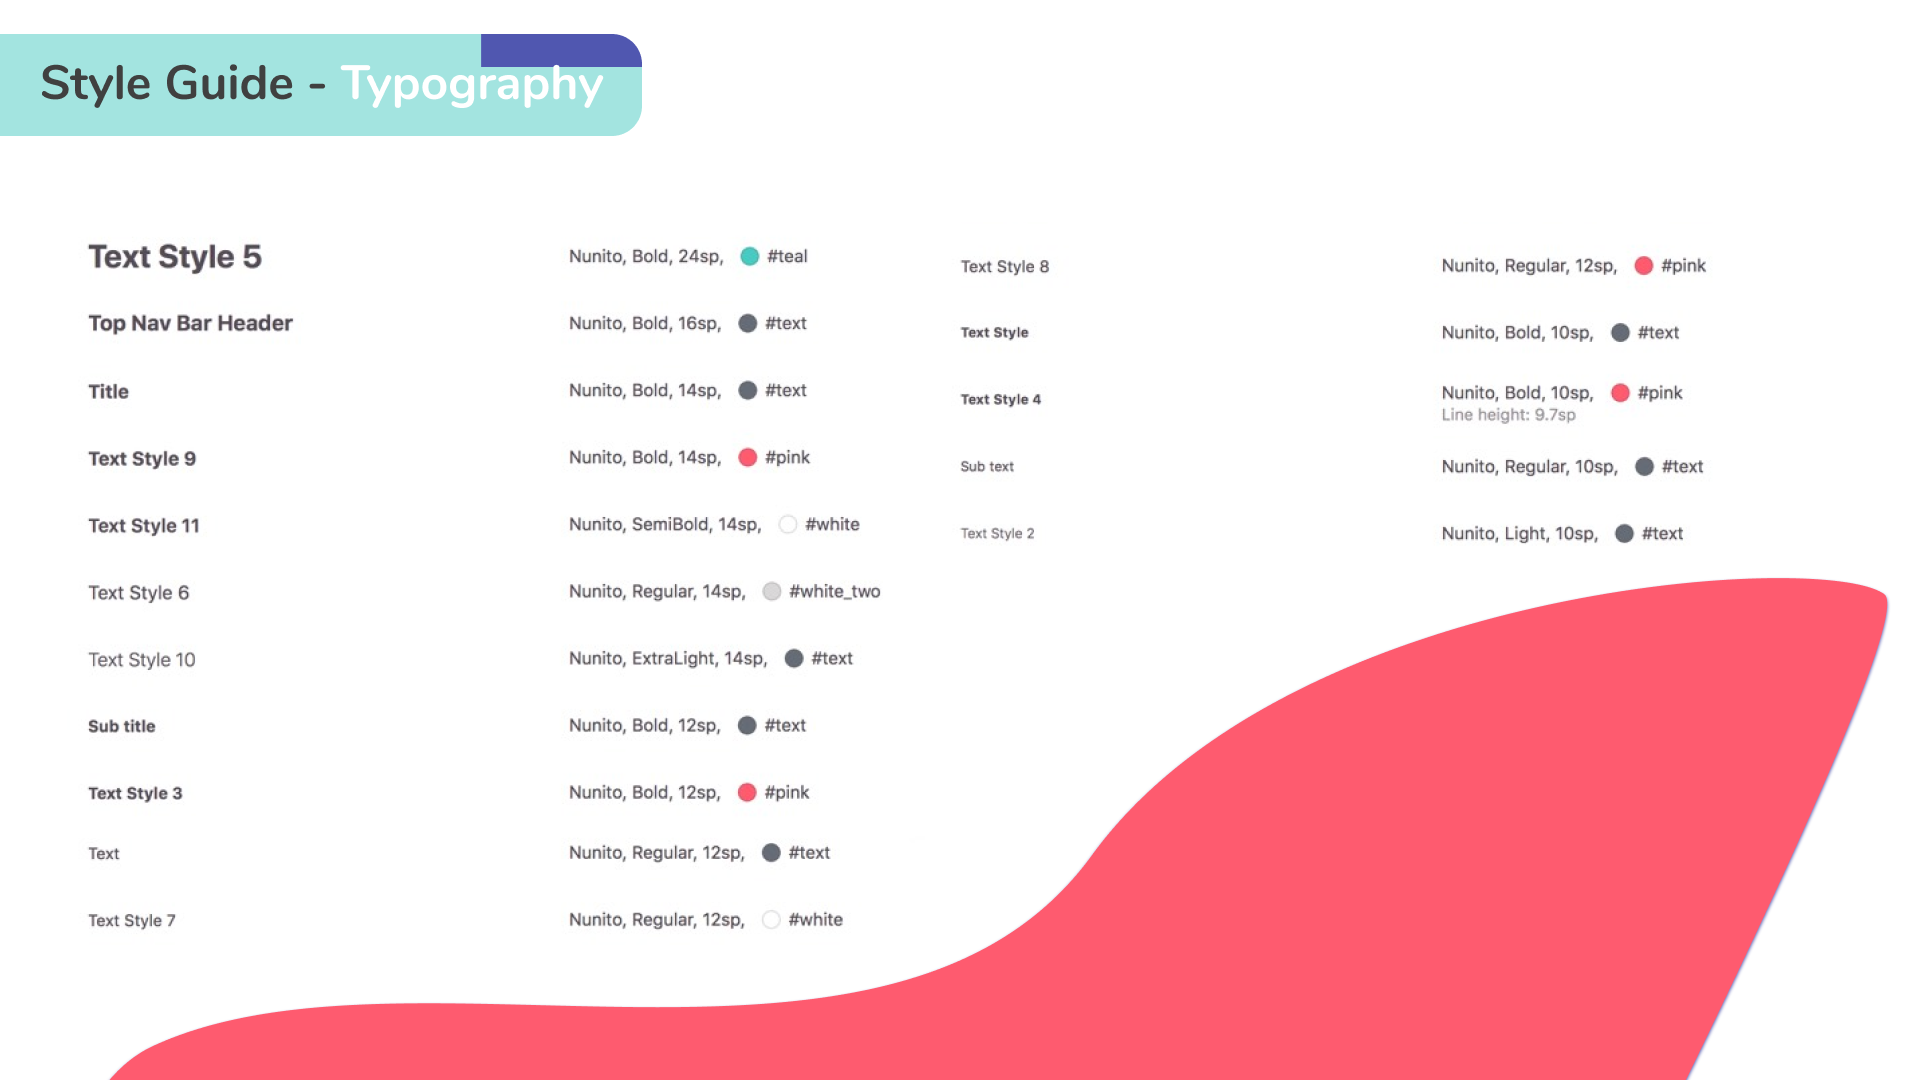 Style Guide - Typography
Text Style 5 Nunito, Bold, 24sp, #teal
Top Nav Bar Header Nunito, Bold, 16sp, #text
Title Nunito, Bold, 14sp, #text
Text Style 9 Nunito, Bold, 14sp, #pink
Text Style 11 Nunito, SemiBold, 14sp, #white
Text Style 6 Nunito, Regular, 14sp, #white_two
Text Style 10 Nunito, ExtraLight, 14sp, #text
Sub title Nunito, Bold, 12sp, #text
Text Style 3 Nunito, Bold, 12sp, #pink
Text Nunito, Regular, 12sp, #text
Text Style 7 Nunito, Regular, 12sp, #white
Text Style 8 Nunito, Regular, 12sp, #pink
Text Style Nunito, Bold, 10sp, #text
Text Style 4 Nunito, Bold, 10sp, #pink
Line height: 9.7sp
Sub text Nunito, Regular, 10sp, #text
Text Style 2 Nunito, Light, 10sp, #text